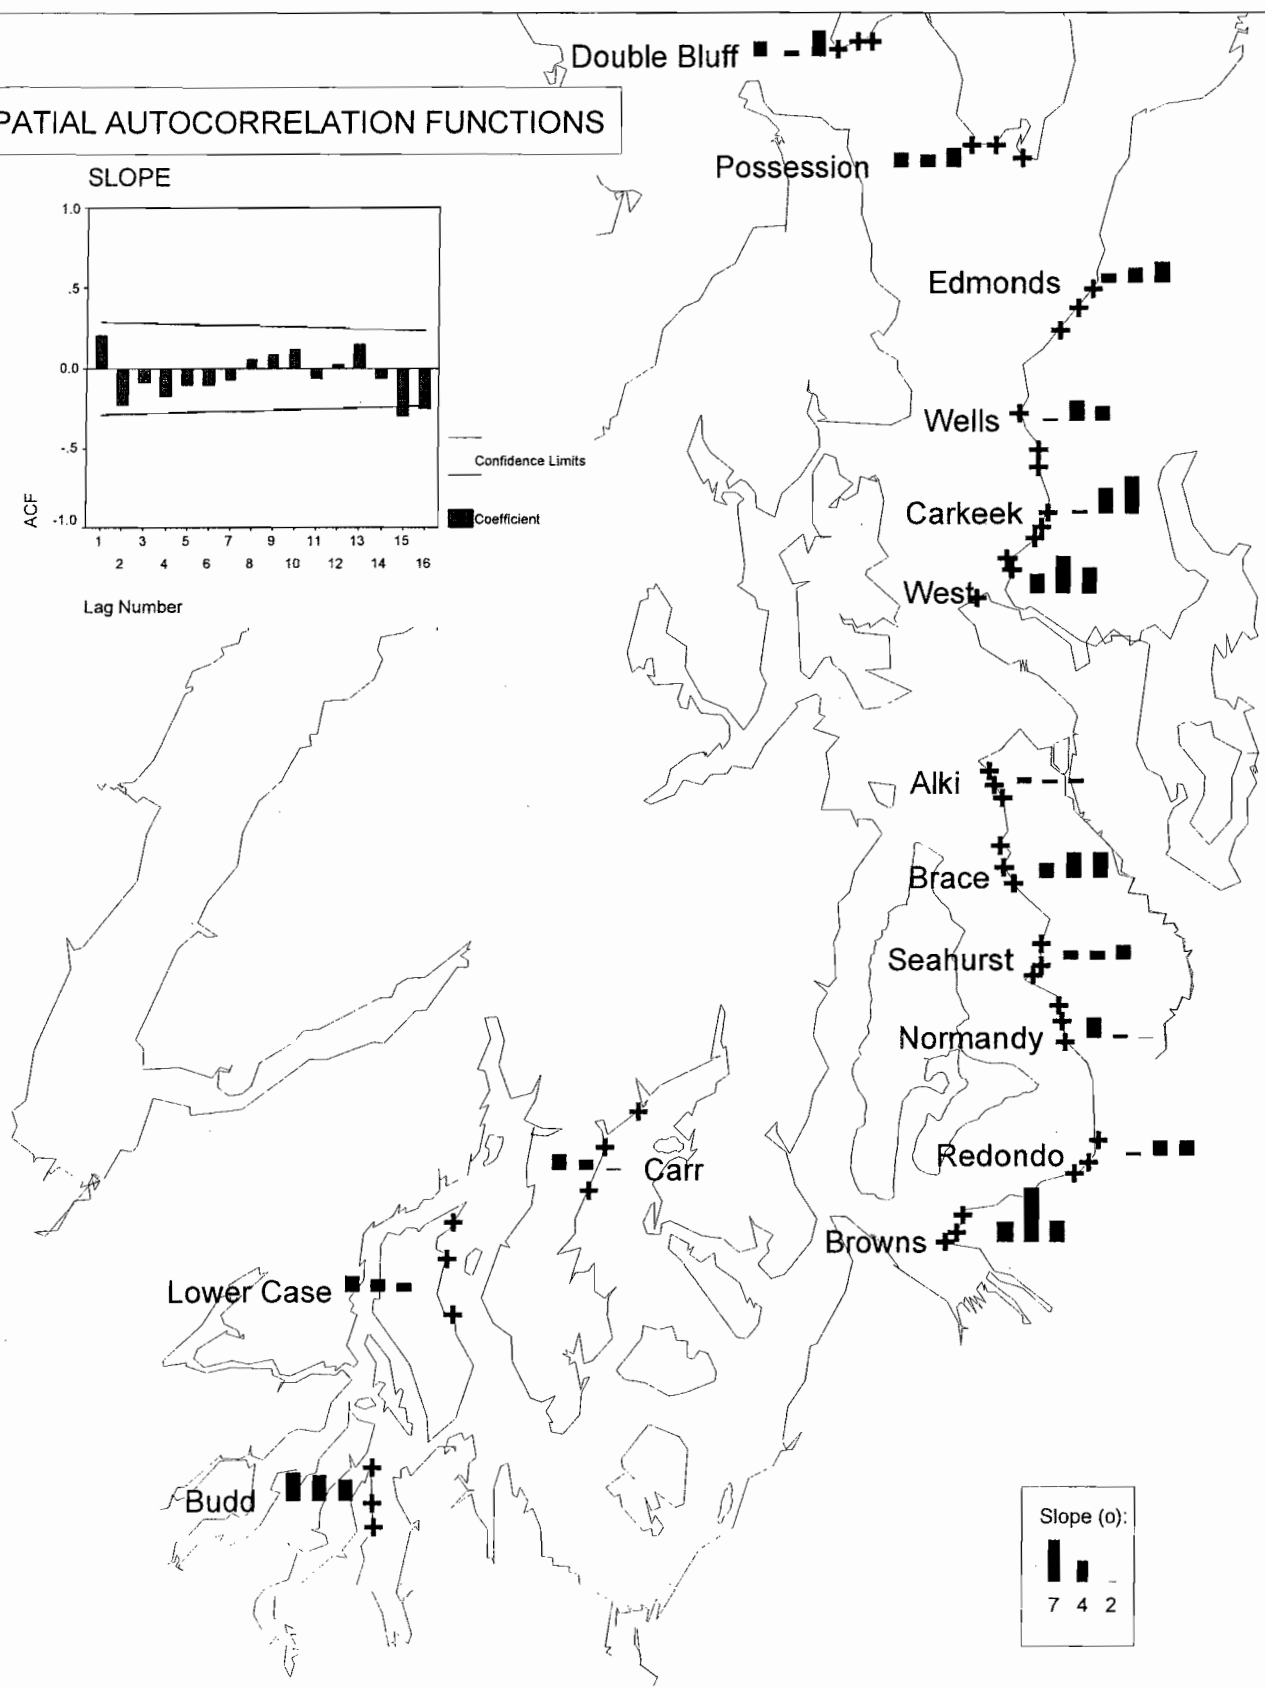 Double Bluff
PATIAL AUTOCORRELATION FUNCTIONS
Possession
SLOPE
1.0
.5
0.0
-.5
-1.0
ACF
1 3 5 7 9 11 13 15
2 4 6 8 10 12 14 16
Lag Number
Confidence Limits
Coefficient
Edmonds
Wells
Carkeek
West
Alki
Brace
Seahurst
Normandy
Redondo
Carr
Browns
Lower Case
Budd
Slope (o):
7 4 2